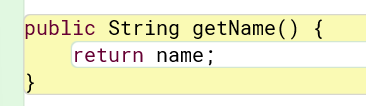 public String getName() {
    return name;
}